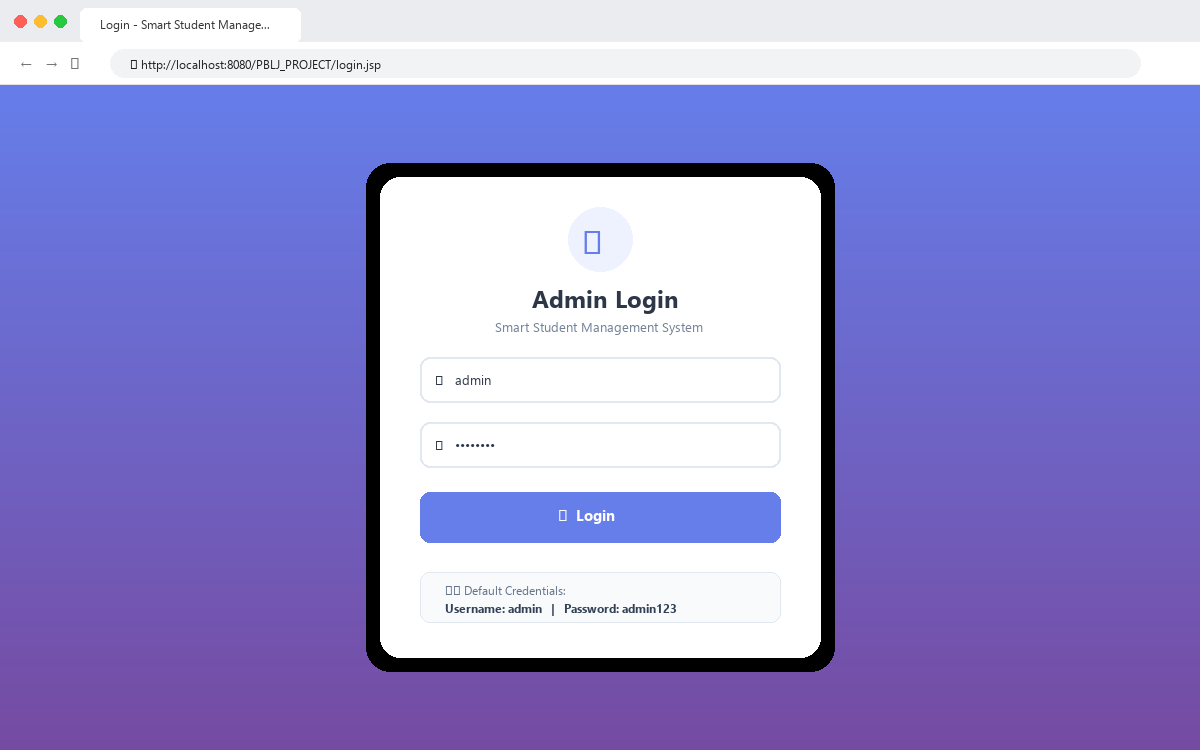 Login - Smart Student Manage...
http://localhost:8080/PBLJ_PROJECT/login.jsp
Admin Login
Smart Student Management System
admin
••••••••
Login
Default Credentials:
Username: admin | Password: admin123